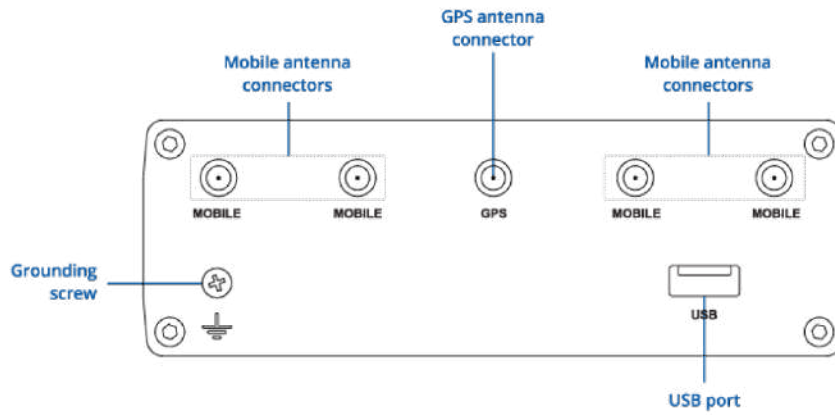 GPS antenna
connector
Mobile antenna
connectors
Mobile antenna
connectors
MOBILE
MOBILE
GPS
MOBILE
MOBILE
Grounding
screw
USB
USB port